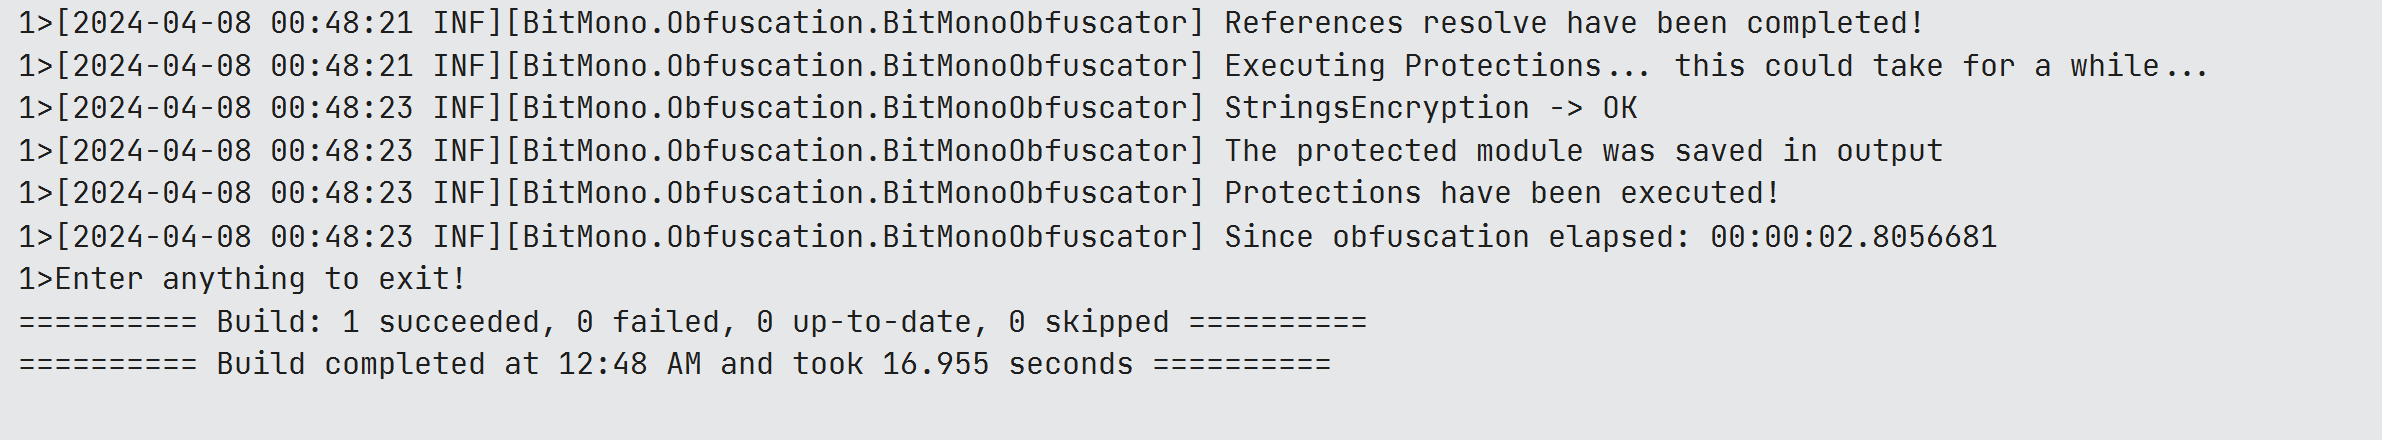 1>[2024-04-08 00:48:21 INF][BitMono.Obfuscation.BitMonoObfuscator] References resolve have been completed!
1>[2024-04-08 00:48:21 INF][BitMono.Obfuscation.BitMonoObfuscator] Executing Protections... this could take for a while...
1>[2024-04-08 00:48:23 INF][BitMono.Obfuscation.BitMonoObfuscator] StringsEncryption -> OK
1>[2024-04-08 00:48:23 INF][BitMono.Obfuscation.BitMonoObfuscator] The protected module was saved in output
1>[2024-04-08 00:48:23 INF][BitMono.Obfuscation.BitMonoObfuscator] Protections have been executed!
1>[2024-04-08 00:48:23 INF][BitMono.Obfuscation.BitMonoObfuscator] Since obfuscation elapsed: 00:00:02.8056681
1>Enter anything to exit!
========== Build: 1 succeeded, 0 failed, 0 up-to-date, 0 skipped ==========
========== Build completed at 12:48 AM and took 16.955 seconds ==========